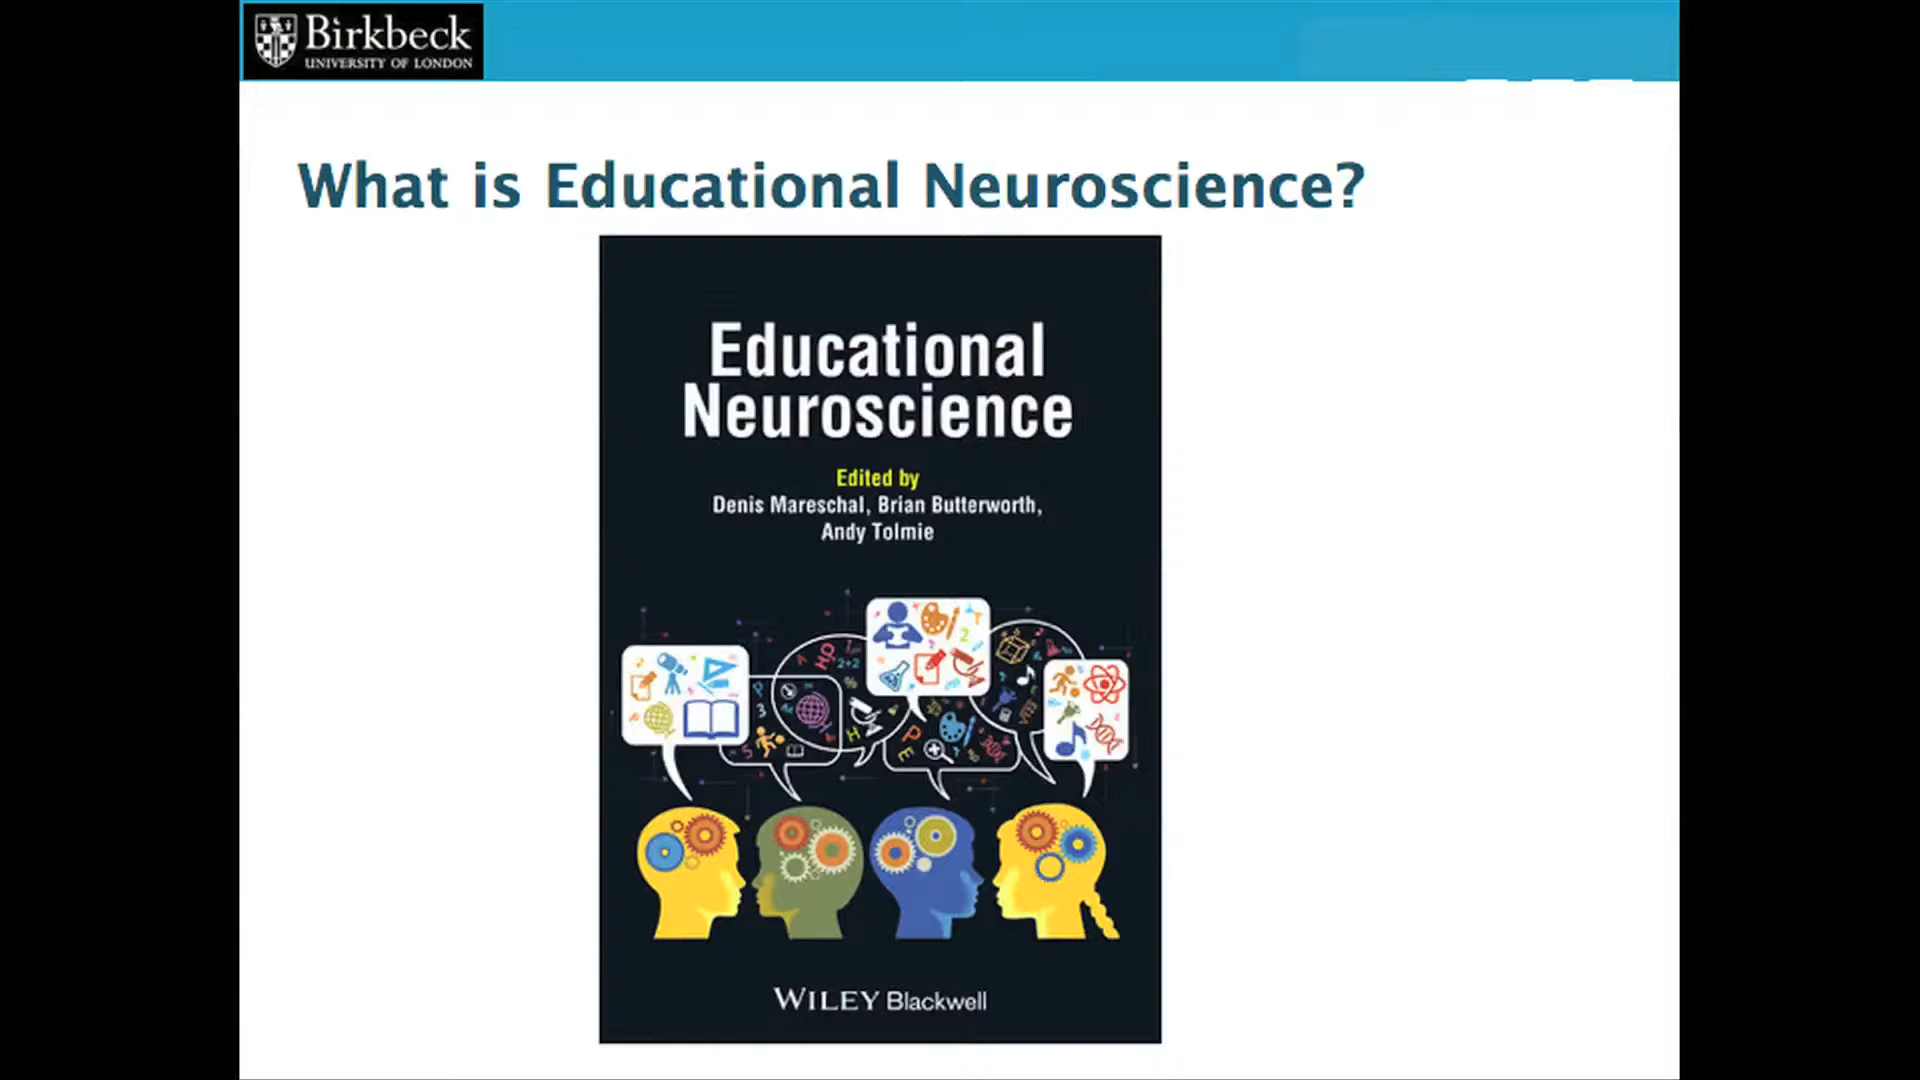 Birkbeck
UNIVERSITY OF LONDON
What is Educational Neuroscience?
Educational
Neuroscience
Edited by
Denis Mareschal, Brian Butterworth,
Andy Tolmie
WILEY Blackwell